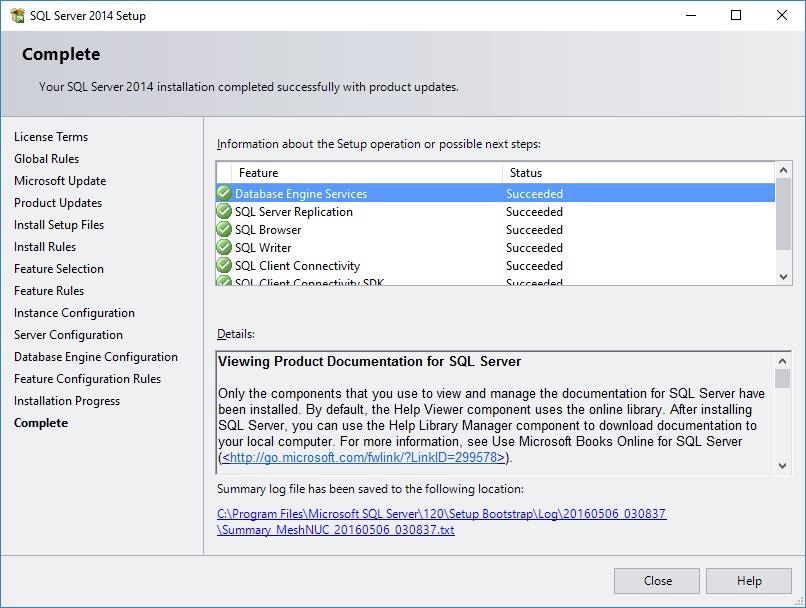 SQL Server 2014 Setup
Complete
Your SQL Server 2014 installation completed successfully with product updates.
License Terms
Global Rules
Microsoft Update
Product Updates
Install Setup Files
Install Rules
Feature Selection
Feature Rules
Instance Configuration
Server Configuration
Database Engine Configuration
Feature Configuration Rules
Installation Progress
Complete
Information about the Setup operation or possible next steps:
Feature Status
Database Engine Services Succeeded
SQL Server Replication Succeeded
SQL Browser Succeeded
SQL Writer Succeeded
SQL Client Connectivity Succeeded
SQL Client Connectivity SDK Succeeded
Details:
Viewing Product Documentation for SQL Server
Only the components that you use to view and manage the documentation for SQL Server have
been installed. By default, the Help Viewer component uses the online library. After installing
SQL Server, you can use the Help Library Manager component to download documentation to
your local computer. For more information, see Use Microsoft Books Online for SQL Server
(<http://go.microsoft.com/fwlink/?LinkID=299578>).
Summary log file has been saved to the following location:
C:\Program Files\Microsoft SQL Server\120\Setup Bootstrap\Log\20160506_030837
\Summary_MeshNUC_20160506_030837.txt
Close
Help